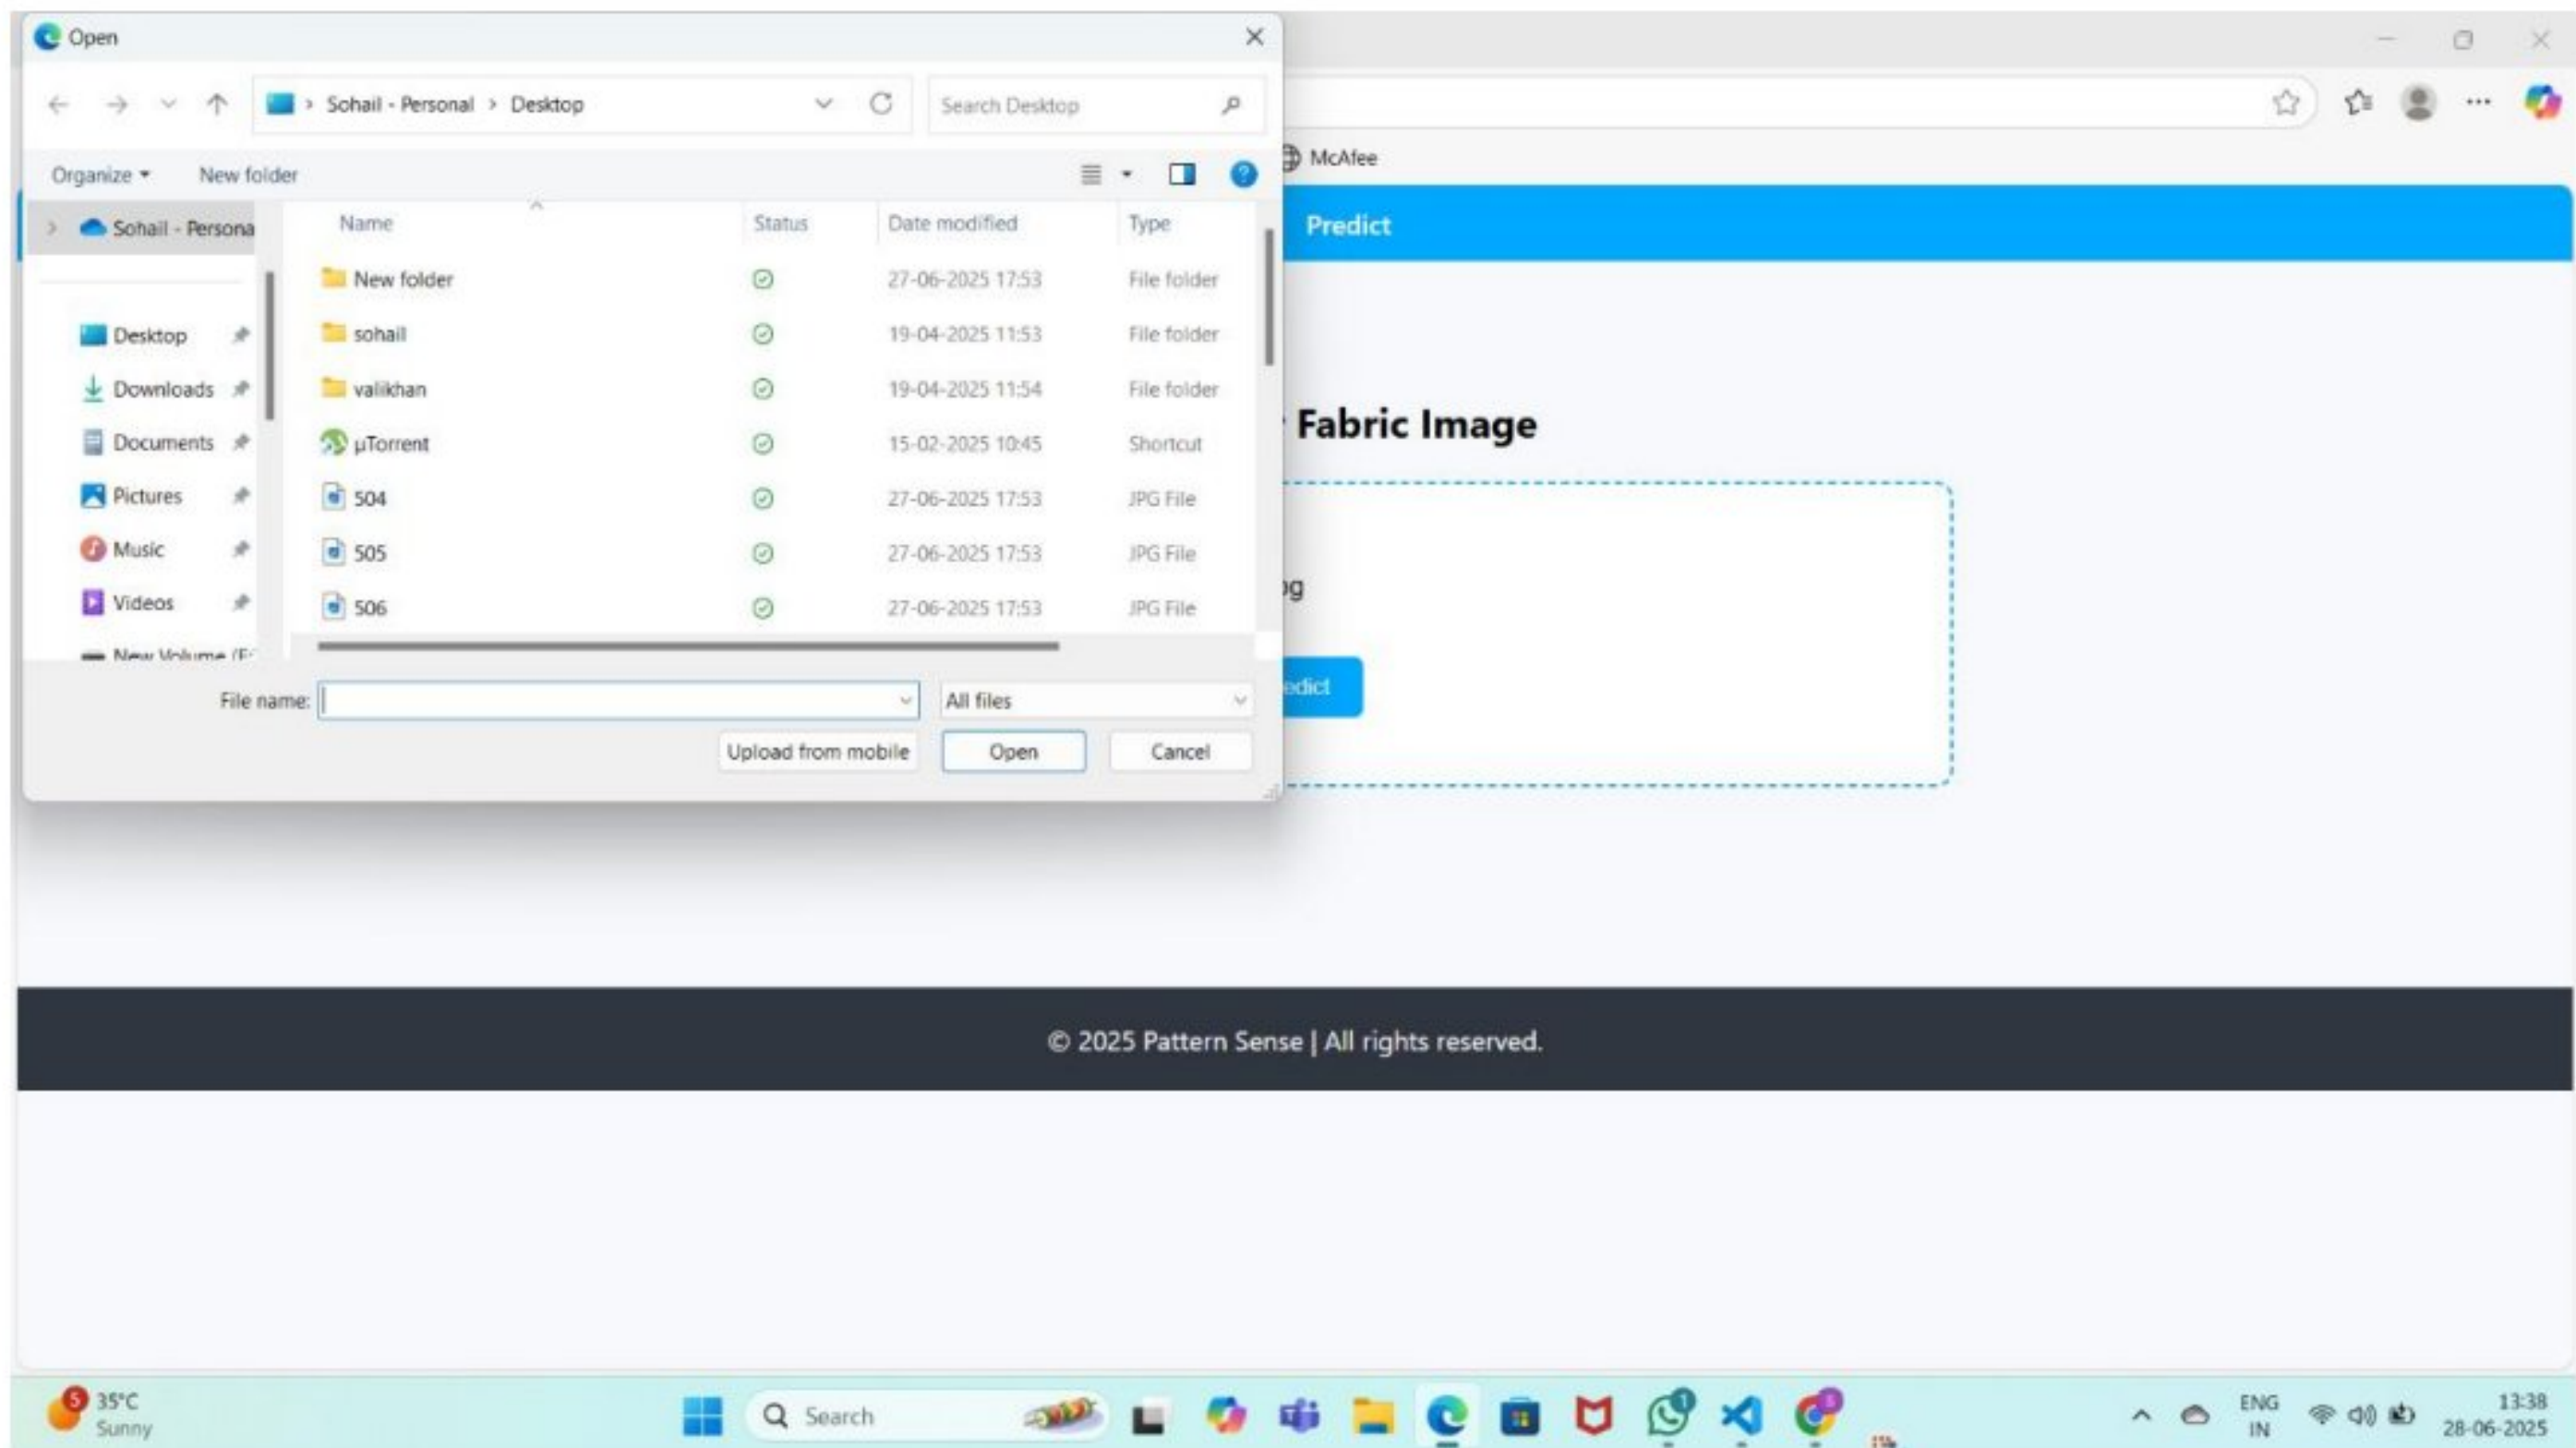 Open
Sohail - Personal > Desktop
Search Desktop
McAfee
Organize
New folder
Predict
Sohail - Persona
Name Status Date modified Type
New folder 27-06-2025 17:53 File folder
sohail 19-04-2025 11:53 File folder
Desktop
valikhan 19-04-2025 11:54 File folder
Downloads
Fabric Image
µTorrent 15-02-2025 10:45 Shortcut
Documents
504 27-06-2025 17:53 JPG File
Pictures
505 27-06-2025 17:53 JPG File
Music
506 27-06-2025 17:53 JPG File
Videos
New Volume (E:
File name:
All files
edict
Upload from mobile
Open
Cancel
© 2025 Pattern Sense | All rights reserved.
5
35°C
Sunny
Search
1
ENG
IN
13:38
28-06-2025